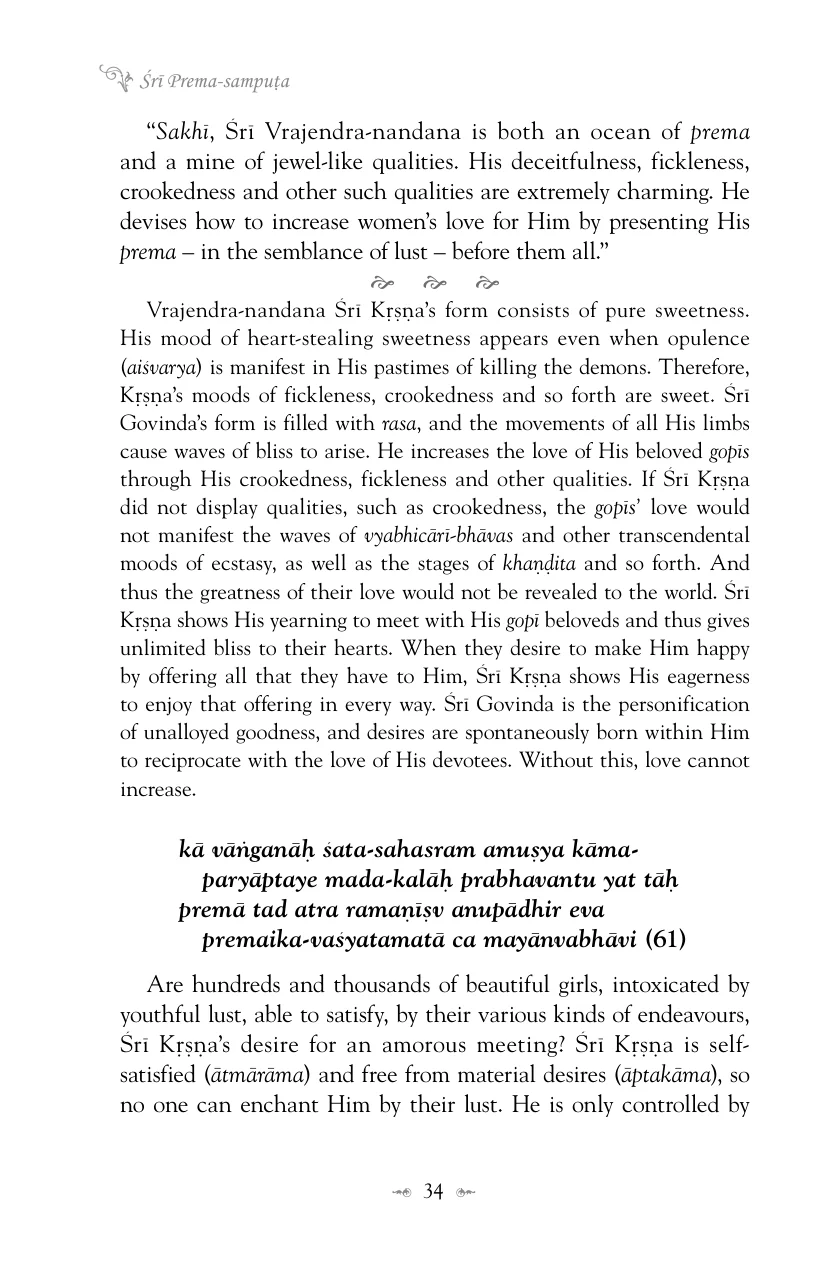 Śrī Prema-sampuṭa
“Sakhī, Śrī Vrajendra-nandana is both an ocean of prema
and a mine of jewel-like qualities. His deceitfulness, fickleness,
crookedness and other such qualities are extremely charming. He
devises how to increase women’s love for Him by presenting His
prema – in the semblance of lust – before them all.”
Vrajendra-nandana Śrī Kṛṣṇa’s form consists of pure sweetness.
His mood of heart-stealing sweetness appears even when opulence
(aiśvarya) is manifest in His pastimes of killing the demons. Therefore,
Kṛṣṇa’s moods of fickleness, crookedness and so forth are sweet. Śrī
Govinda’s form is filled with rasa, and the movements of all His limbs
cause waves of bliss to arise. He increases the love of His beloved gopīs
through His crookedness, fickleness and other qualities. If Śrī Kṛṣṇa
did not display qualities, such as crookedness, the gopīs’ love would
not manifest the waves of vyabhicārī-bhāvas and other transcendental
moods of ecstasy, as well as the stages of khaṇḍita and so forth. And
thus the greatness of their love would not be revealed to the world. Śrī
Kṛṣṇa shows His yearning to meet with His gopī beloveds and thus gives
unlimited bliss to their hearts. When they desire to make Him happy
by offering all that they have to Him, Śrī Kṛṣṇa shows His eagerness
to enjoy that offering in every way. Śrī Govinda is the personification
of unalloyed goodness, and desires are spontaneously born within Him
to reciprocate with the love of His devotees. Without this, love cannot
increase.
kā vāṅganāḥ śata-sahasram amuṣya kāma-
paryāptaye mada-kalāḥ prabhavantu yat tāḥ
premā tad atra ramaṇīṣv anupādhir eva
premaika-vaśyatamatā ca mayānvabhāvi (61)
Are hundreds and thousands of beautiful girls, intoxicated by
youthful lust, able to satisfy, by their various kinds of endeavours,
Śrī Kṛṣṇa’s desire for an amorous meeting? Śrī Kṛṣṇa is self-
satisfied (ātmārāma) and free from material desires (āptakāma), so
no one can enchant Him by their lust. He is only controlled by
34